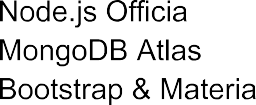 Node.js Officia
MongoDB Atlas
Bootstrap & Materia